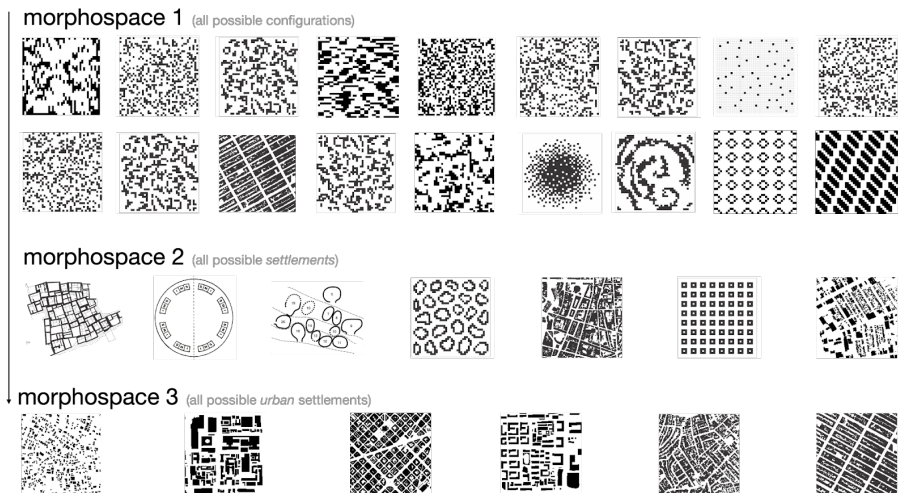 morphospace 1 (all possible configurations)
morphospace 2 (all possible settlements)
morphospace 3 (all possible urban settlements)